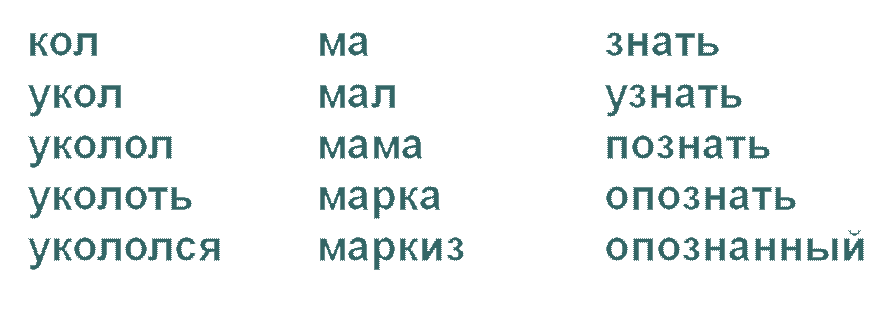 кол ма знать
укол мал узнать
уколол мама познать
уколоть марка опознать
укололся маркиз опознанный